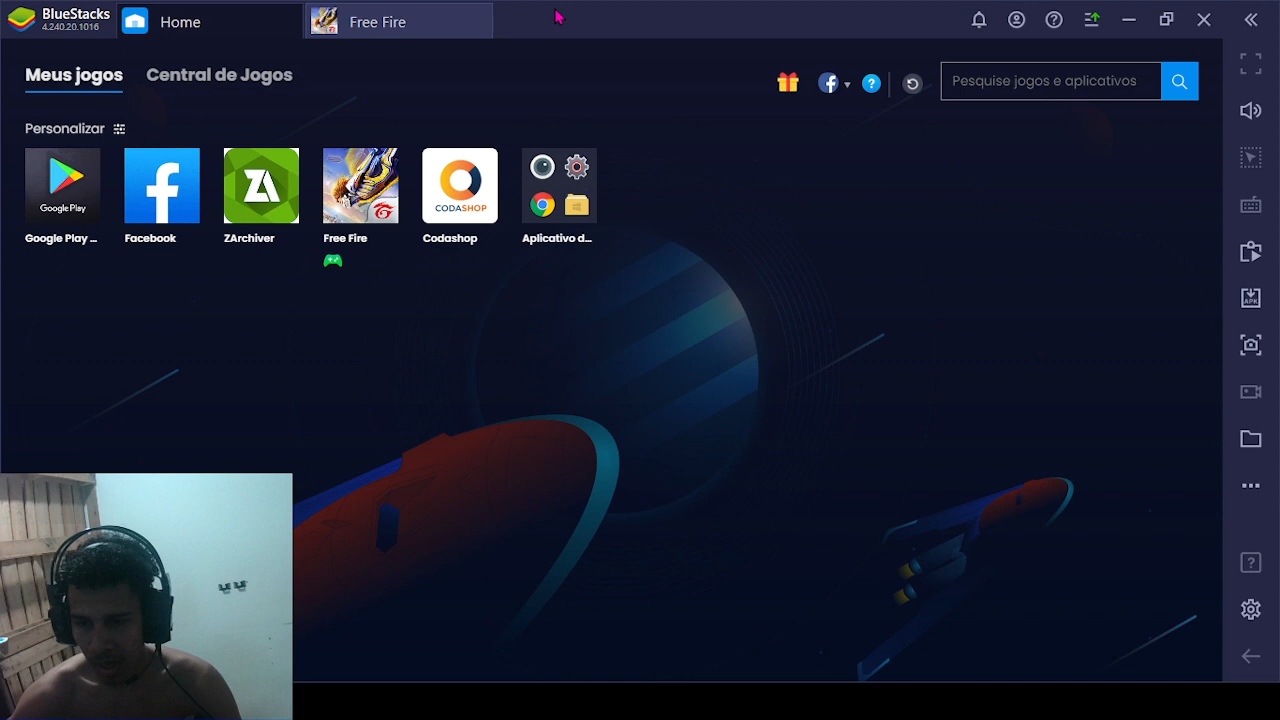 BlueStacks
4.240.20.1016
Home
Free Fire
Meus jogos
Central de Jogos
Pesquise jogos e aplicativos
Personalizar
Google Play
CODASHOP
Google Play ...
Facebook
ZArchiver
Free Fire
Codashop
Aplicativo d...
APK